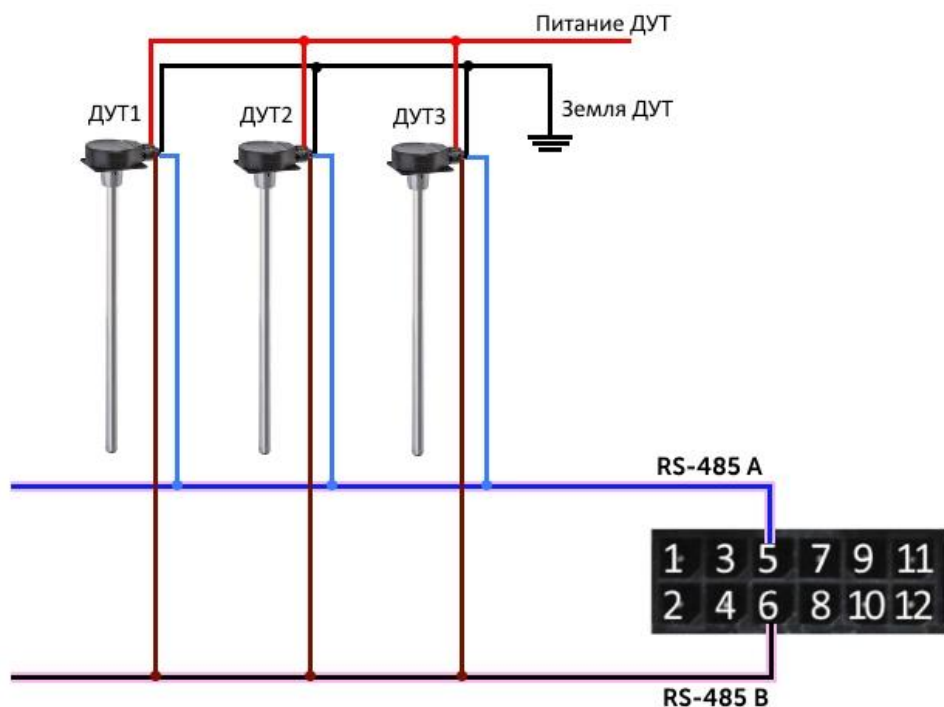 Питание ДУТ
ДУТ1
ДУТ2
ДУТ3
Земля ДУТ
RS-485 A
1 3 5 7 9 11
2 4 6 8 10 12
RS-485 B